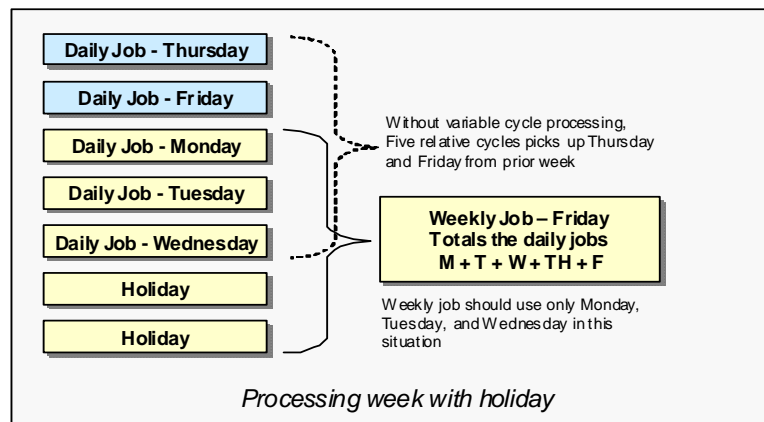 Daily Job - Thursday
Daily Job - Friday
Daily Job - Monday
Daily Job - Tuesday
Daily Job - Wednesday
Holiday
Holiday
Without variable cycle processing,
Five relative cycles picks up Thursday
and Friday from prior week
Weekly Job – Friday
Totals the daily jobs
M + T + W + TH + F
Weekly job should use only Monday,
Tuesday, and Wednesday in this
situation
Processing week with holiday